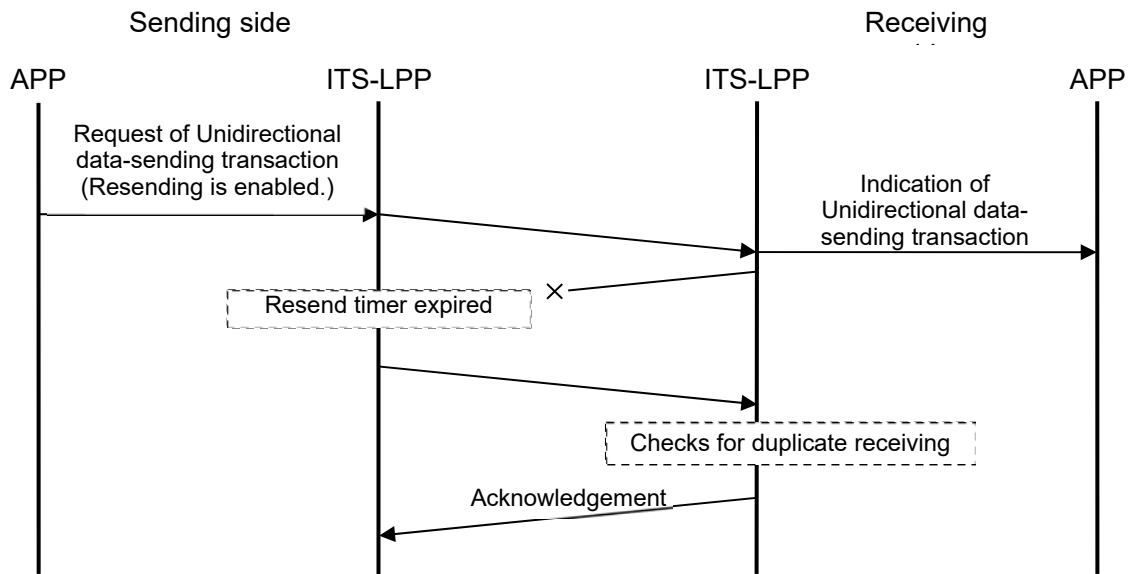 Sending side
Receiving
APP
ITS-LPP
ITS-LPP
APP
Request of Unidirectional
data-sending transaction
(Resending is enabled.)
Indication of
Unidirectional data-
sending transaction
Resend timer expired
Checks for duplicate receiving
Acknowledgement